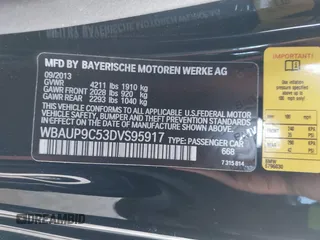 MFD BY BAYERISCHE MOTOREN WERKE AG
09/2013
GVWR 4211 lbs 1910 kg
GAWR FRONT 2028 lbs 920 kg
GAWR REAR 2293 lbs 1040 kg
THIS VEHICLE CONFORMS TO ALL APPLICABLE
U.S. FEDERAL MOTOR VEHICLE SAFETY,
BUMPER AND THEFT PREVENTION STANDARDS
IN EFFECT ON THE DATE OF
MANUFACTURE SHOWN ABOVE
WBAUP9C53DVS95917 TYPE: PASSENGER CAR
668
7 315 814
DREAMBID
BMW